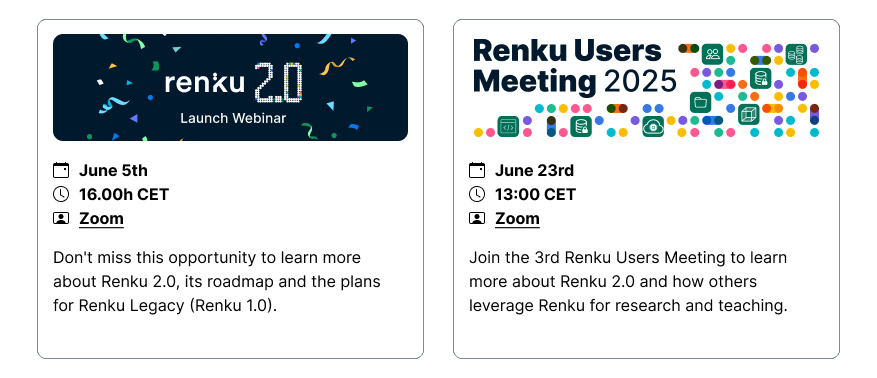 renku 2.0
Launch Webinar
June 5th
16.00h CET
Zoom
Don't miss this opportunity to learn more
about Renku 2.0, its roadmap and the plans
for Renku Legacy (Renku 1.0).
Renku Users
Meeting 2025
June 23rd
13:00 CET
Zoom
Join the 3rd Renku Users Meeting to learn
more about Renku 2.0 and how others
leverage Renku for research and teaching.